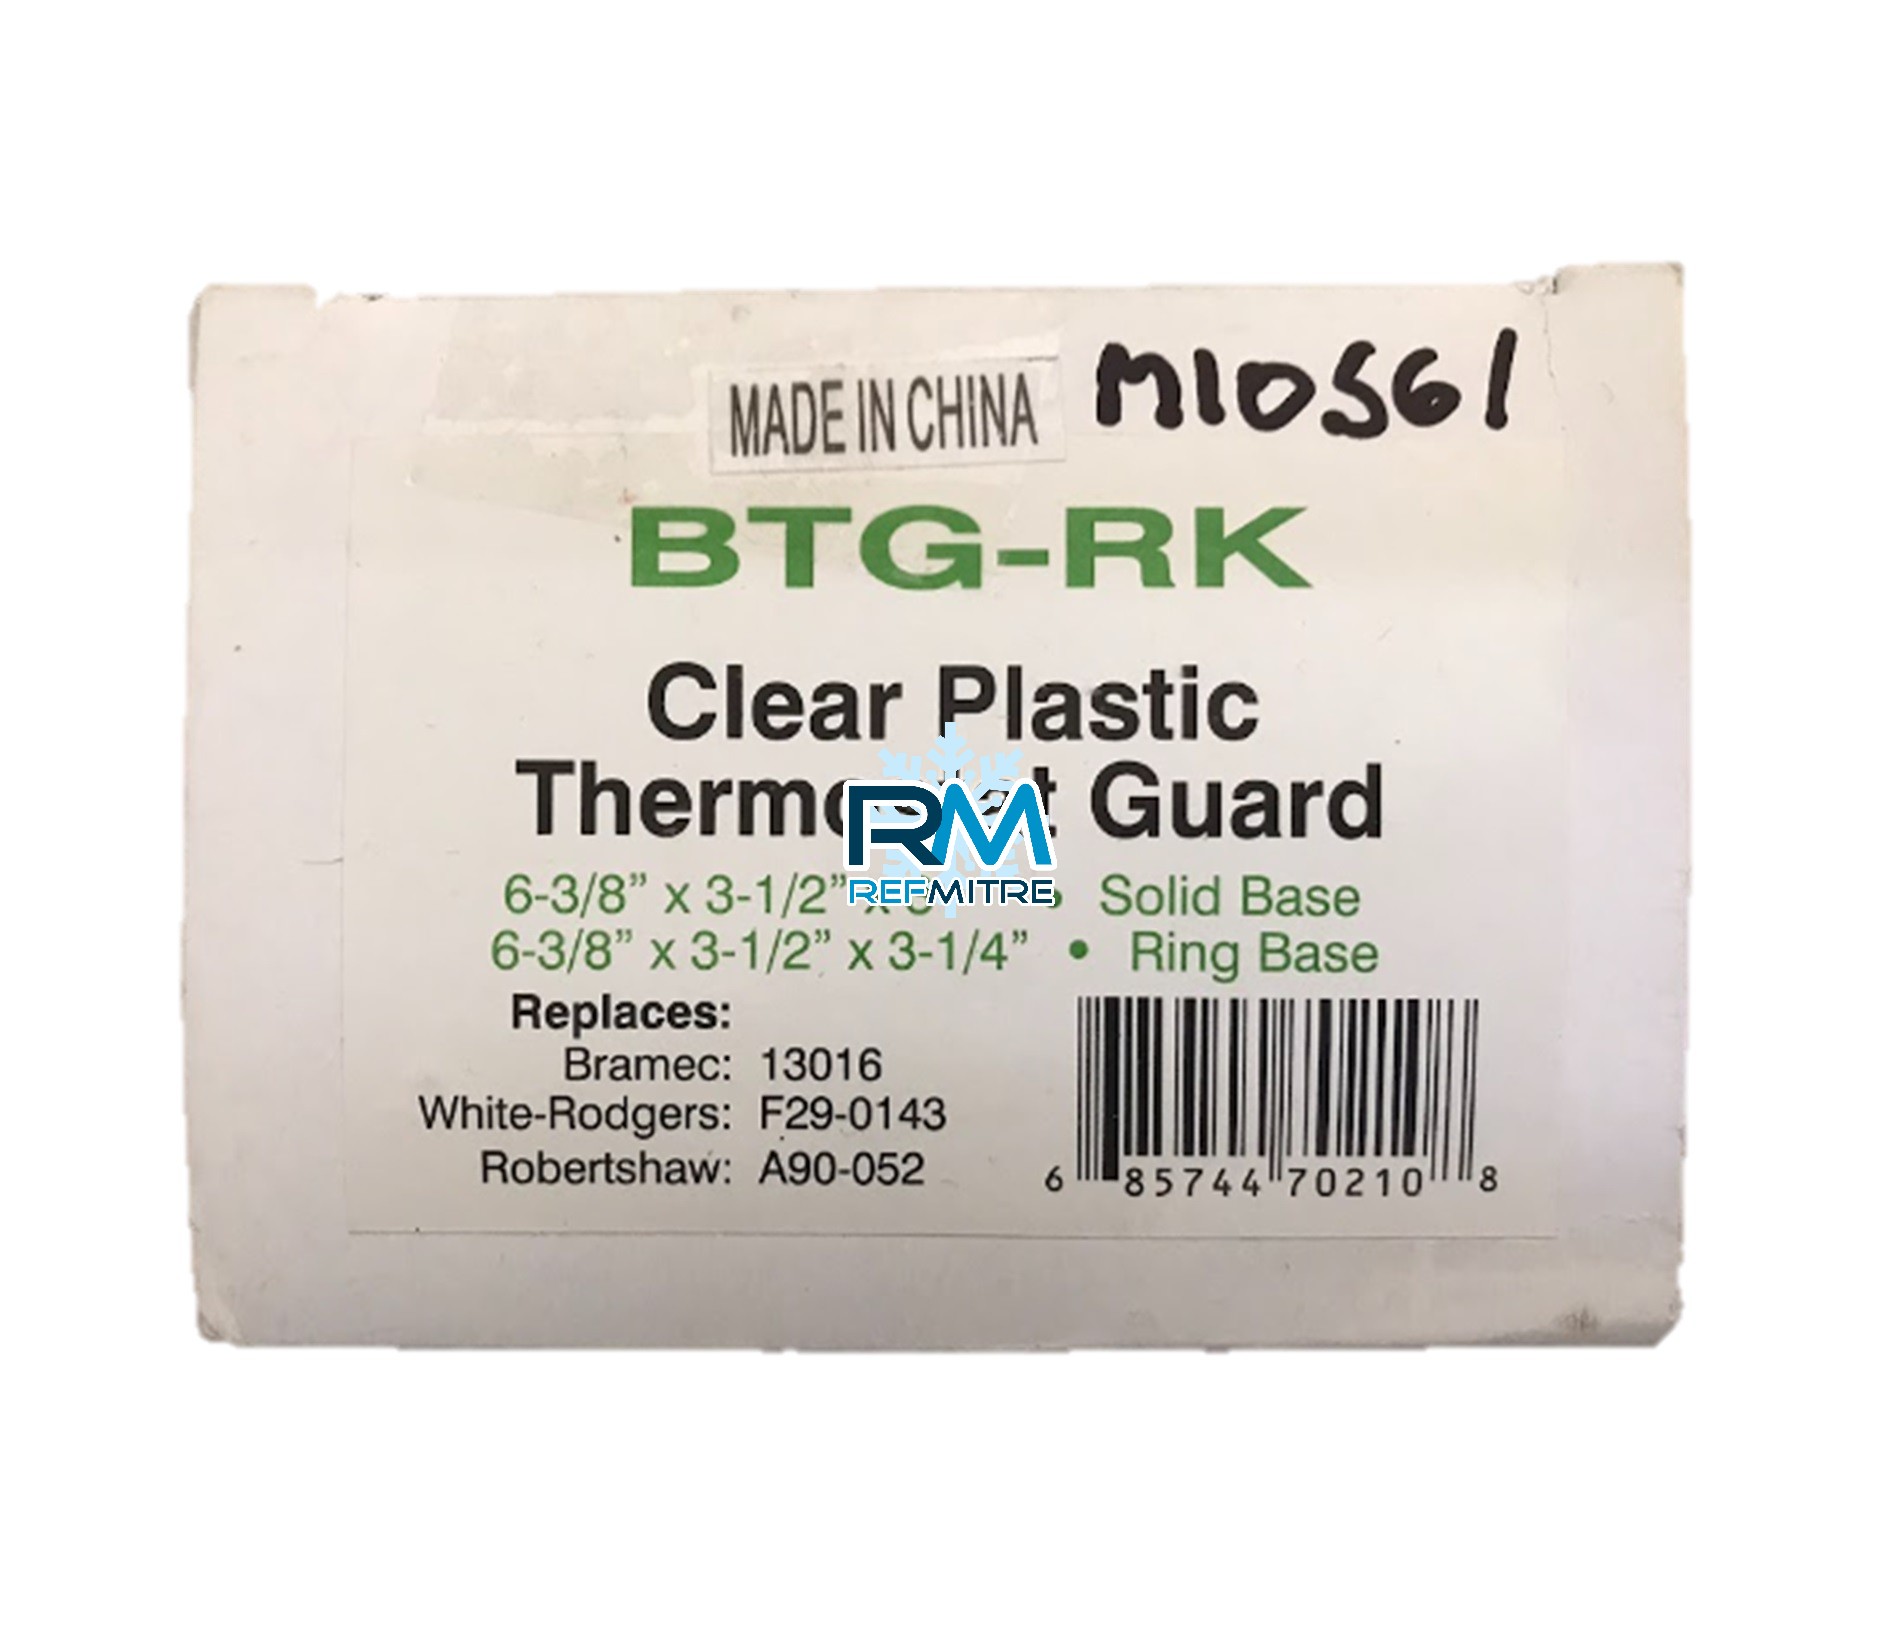 MADE IN CHINA M10561
BTG-RK
Clear Plastic
Guard
RM
REFMITRE
6-3/8” x 3-1/2” x • Solid Base
6-3/8” x 3-1/2” x 3-1/4” • Ring Base
Replaces:
Bramec: 13016
White-Rodgers: F29-0143
Robertshaw: A90-052
6 85744 70210 8